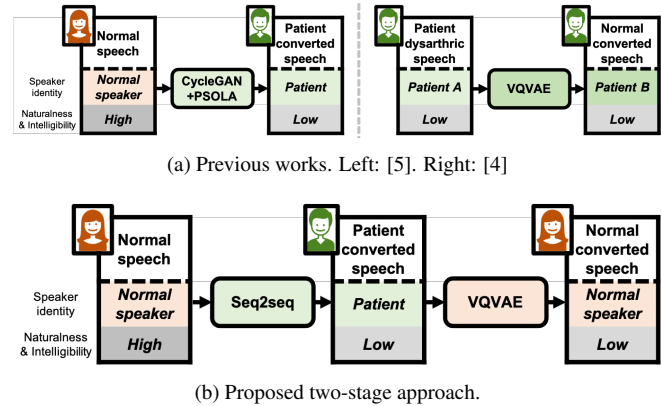 Normal
speech
Speaker
identity
Normal
speaker
Naturalness
& Intelligibility
High
CycleGAN
+PSOLA
Patient
converted
speech
Patient
Low
Patient
dysarthric
speech
Patient A
Low
VQVAE
Normal
converted
speech
Patient B
Low
(a) Previous works. Left: [5]. Right: [4]
Normal
speech
Speaker
identity
Normal
speaker
Naturalness
& Intelligibility
High
Seq2seq
Patient
converted
speech
Patient
Low
VQVAE
Normal
converted
speech
Normal
speaker
Low
(b) Proposed two-stage approach.